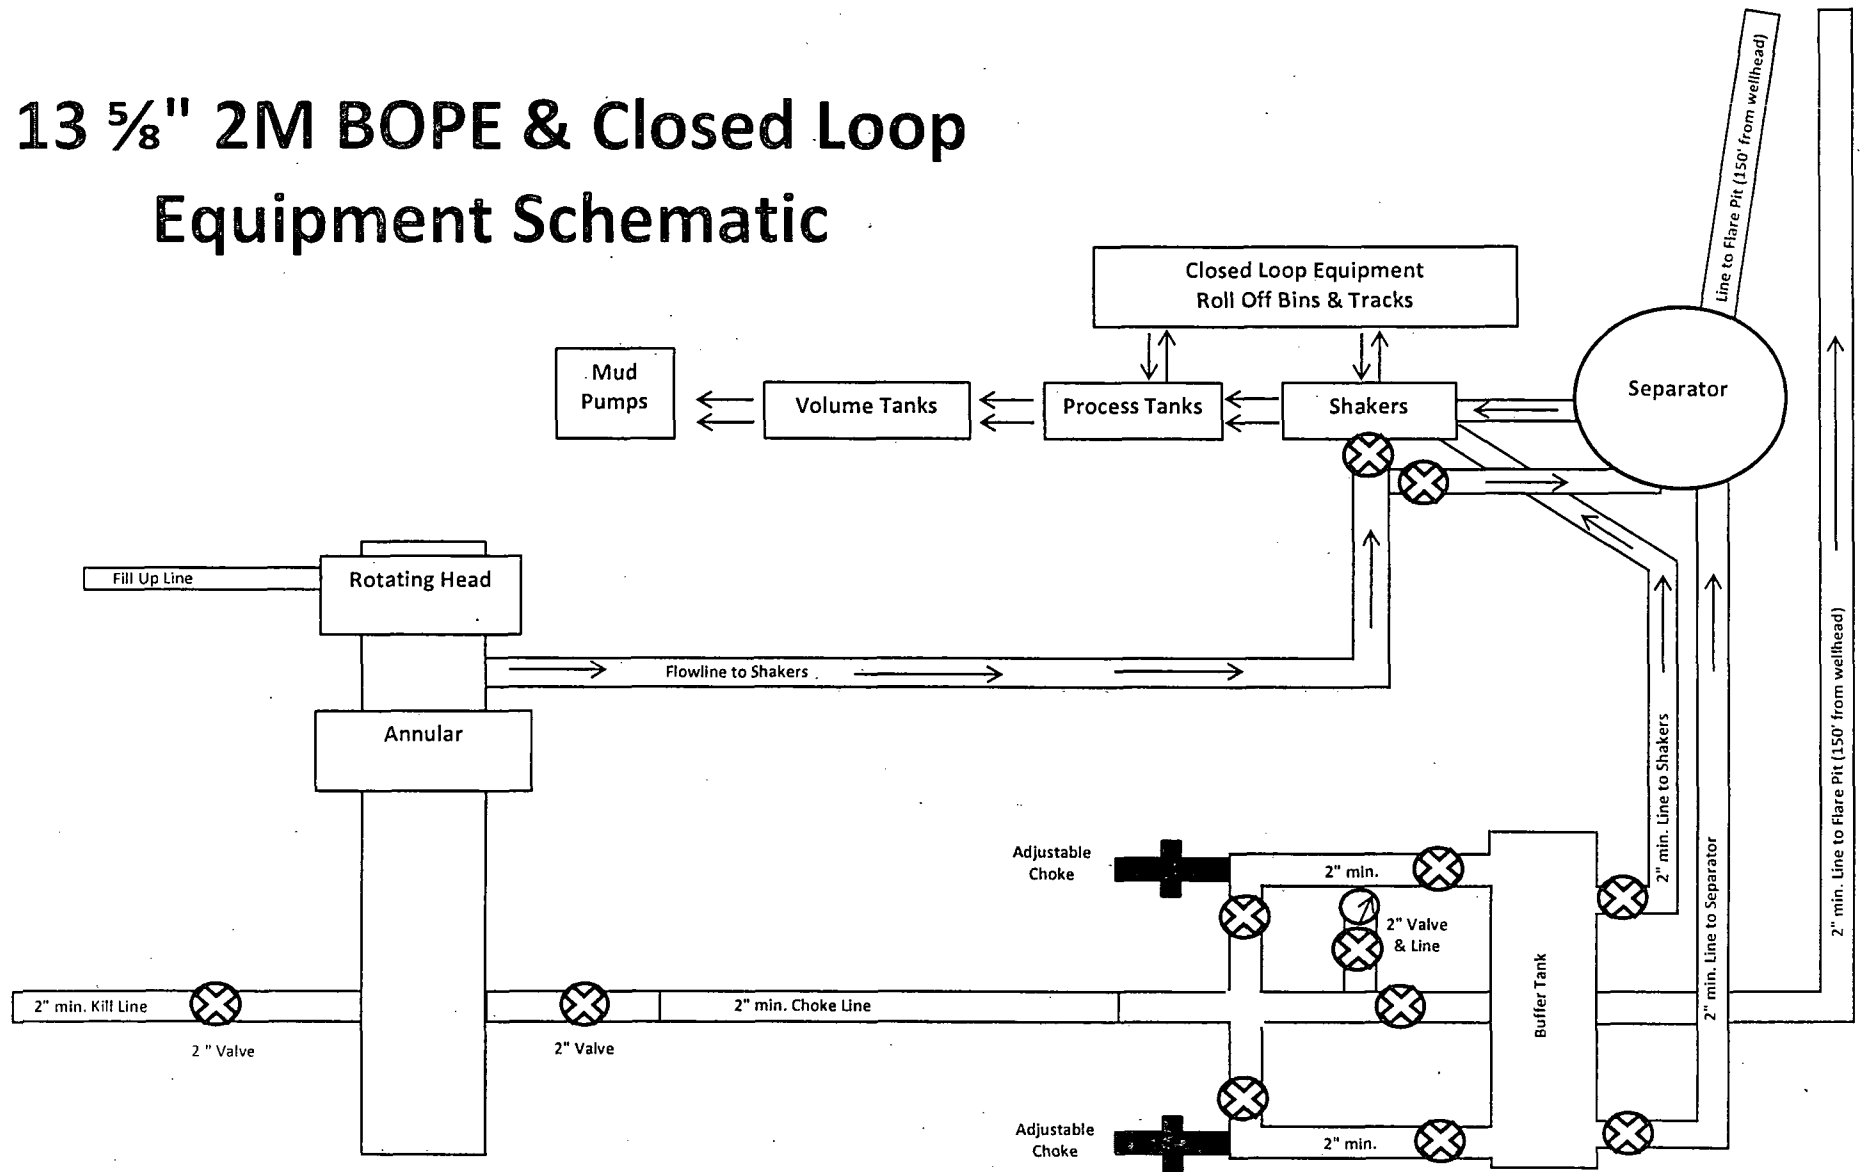 13 ⅝" 2M BOPE & Closed Loop
Equipment Schematic
Line to Flare Pit (150' from wellhead)
Closed Loop Equipment
Roll Off Bins & Tracks
Mud
Pumps
Volume Tanks
Process Tanks
Shakers
Separator
Fill Up Line
Rotating Head
Flowline to Shakers
Annular
2" min. Line to Shakers
2" min. Line to Separator
2" min. Line to Flare Pit (150' from wellhead)
Adjustable
Choke
2" min.
2" Valve
& Line
Buffer Tank
2" min. Kill Line
2" min. Choke Line
2 " Valve
2" Valve
Adjustable
Choke
2" min.